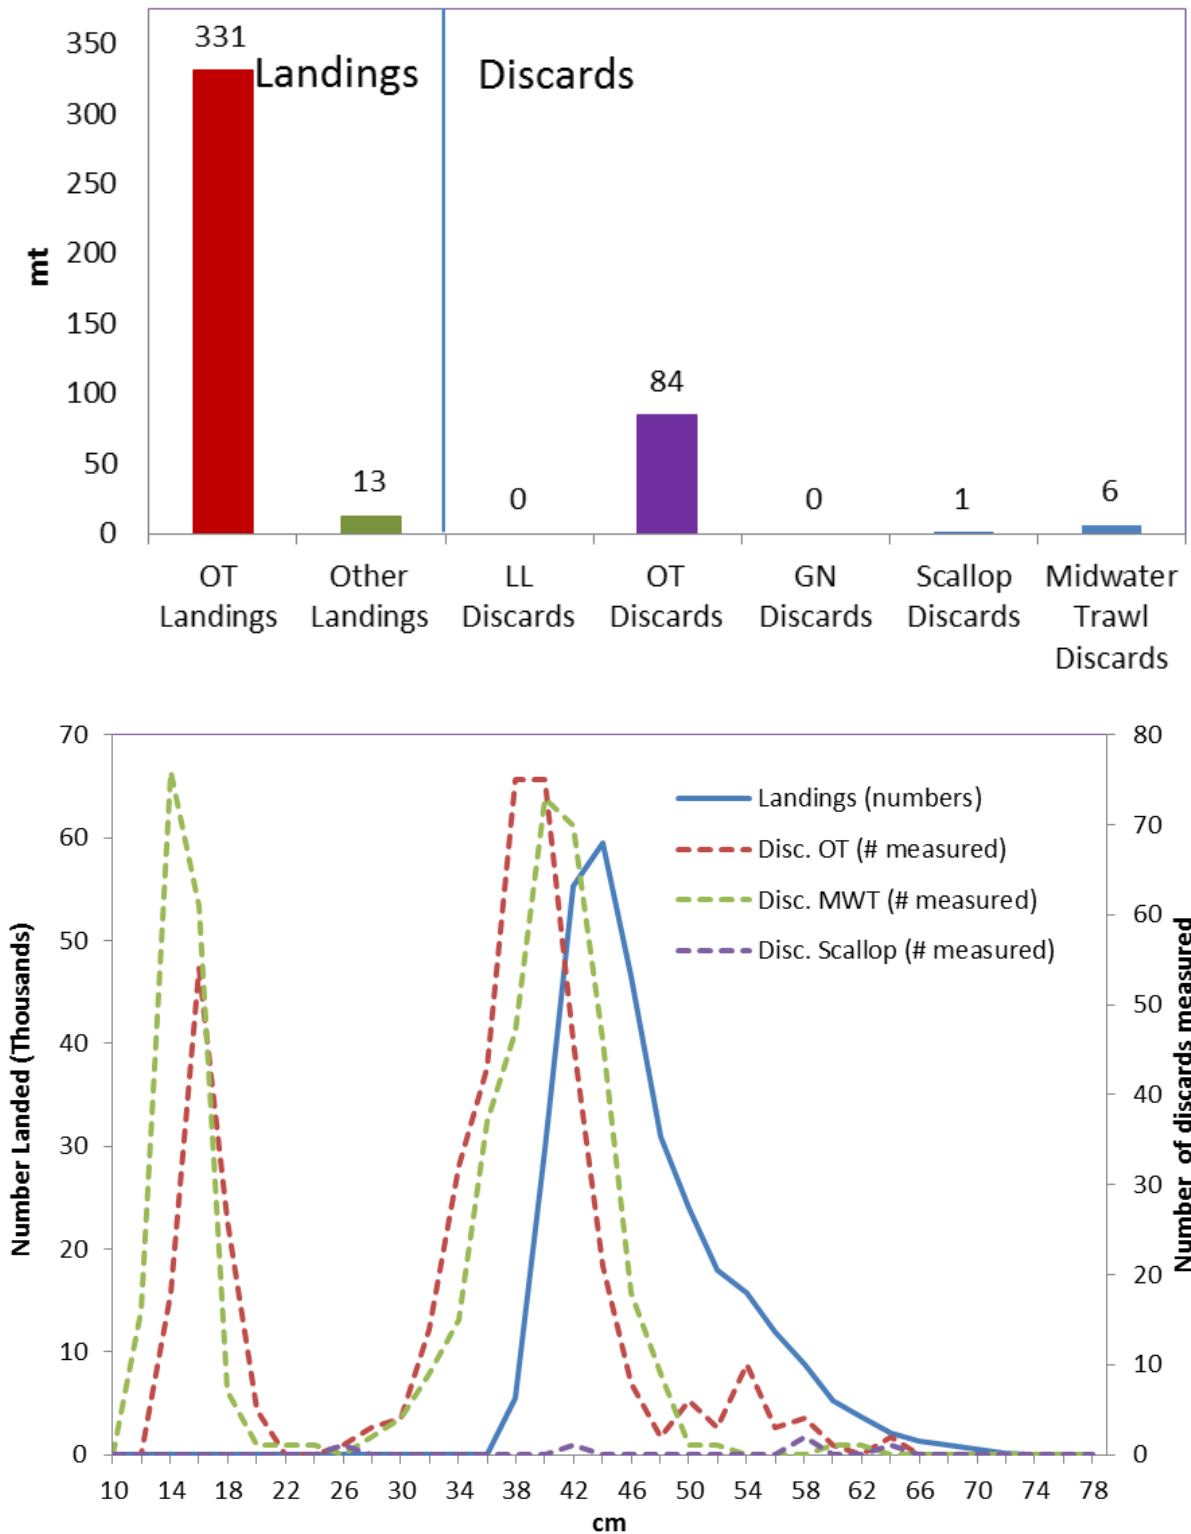 350
300
250
200
150
100
50
0
mt
331
Landings
Discards
13
0
84
0
1
6
OT
Landings
Other
Landings
LL
Discards
OT
Discards
GN
Discards
Scallop
Discards
Midwater
Trawl
Discards
70
60
50
40
30
20
10
0
Number Landed (Thousands)
Landings (numbers)
Disc. OT (# measured)
Disc. MWT (# measured)
Disc. Scallop (# measured)
80
70
60
50
40
30
20
10
0
Number of discards measured
10 14 18 22 26 30 34 38 42 46 50 54 58 62 66 70 74 78
cm